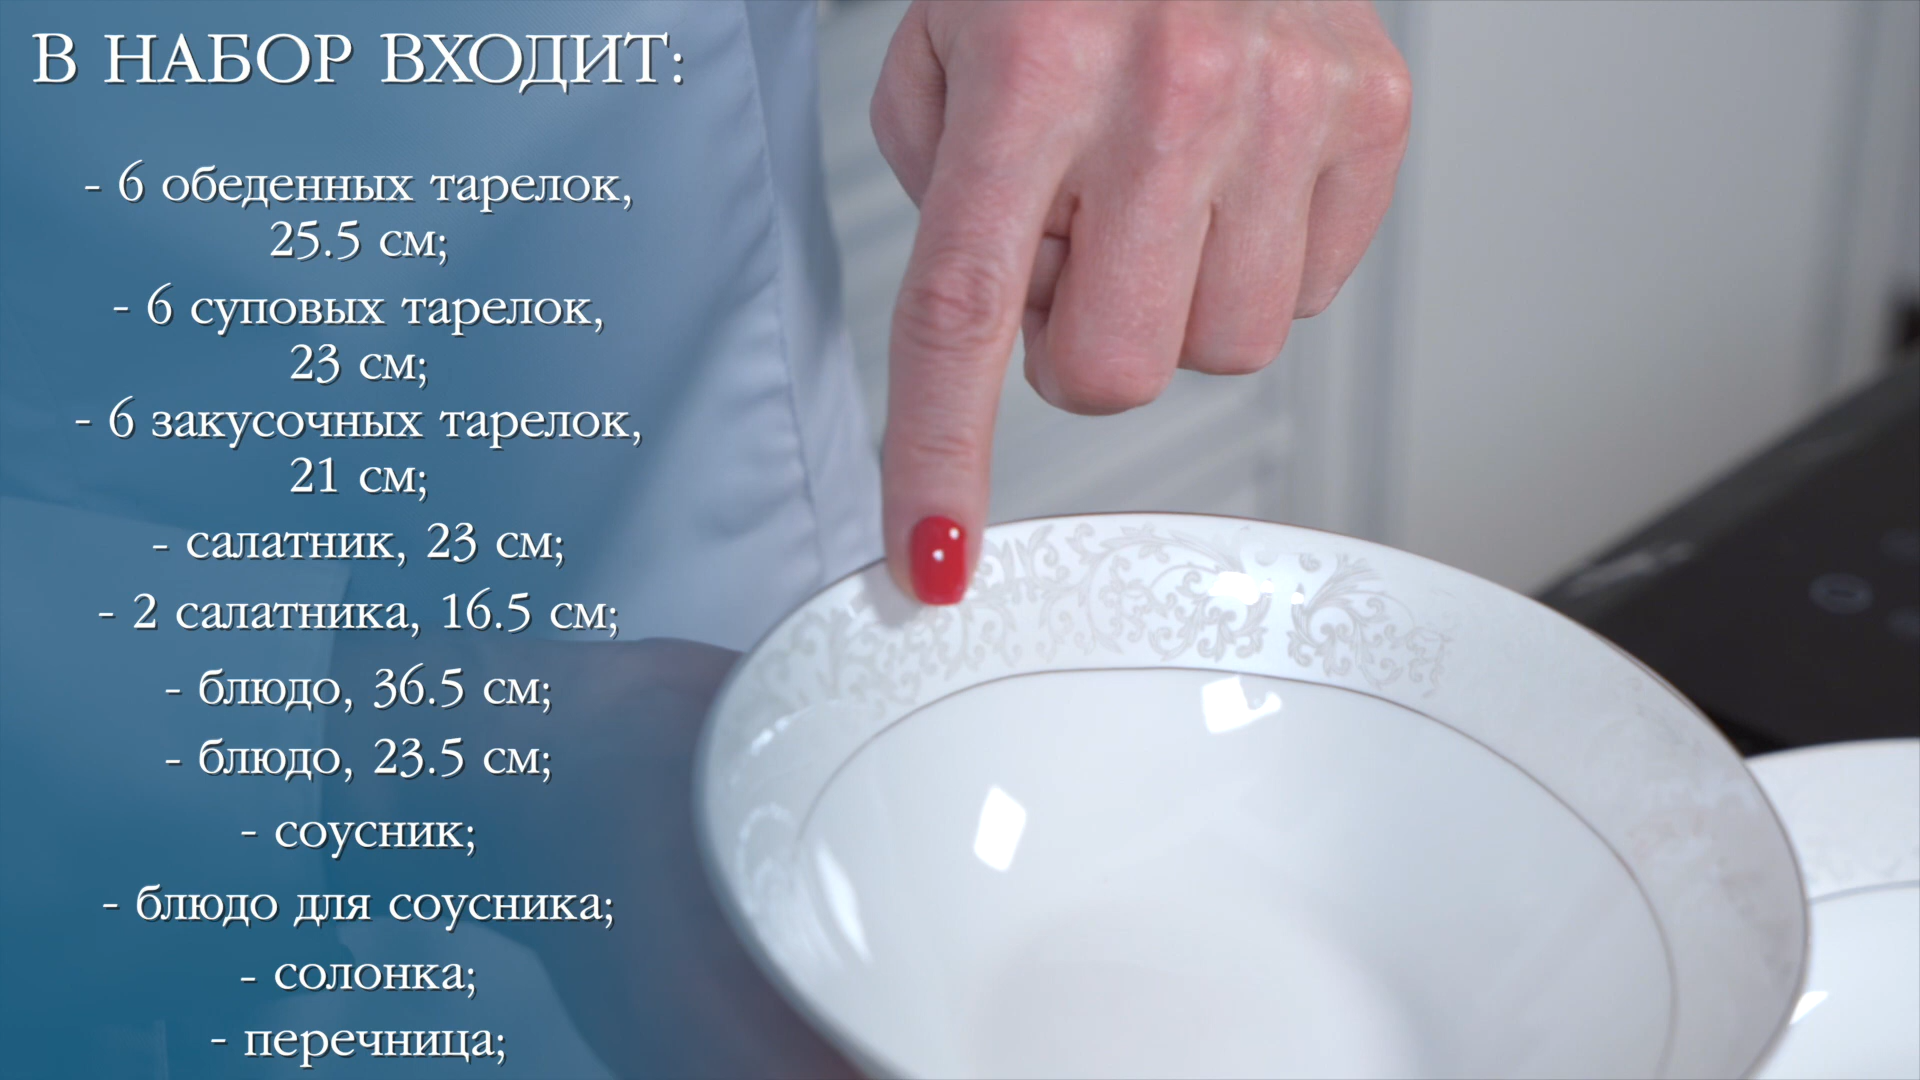 В НАБОР ВХОДИТ:
- 6 обеденных тарелок,
25.5 см;
- 6 суповых тарелок,
23 см;
- 6 закусочных тарелок,
21 см;
- салатник, 23 см;
- 2 салатника, 16.5 см;
- блюдо, 36.5 см;
- блюдо, 23.5 см;
- соусник;
- блюдо для соусника;
- солонка;
- перечница;